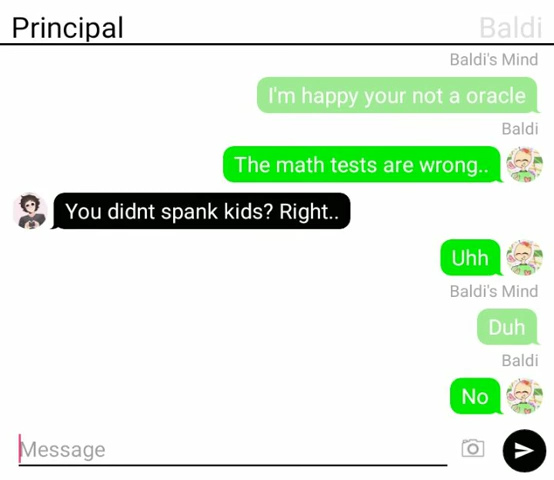 Principal Baldi
Baldi's Mind
I'm happy your not a oracle
Baldi
The math tests are wrong..
You didnt spank kids? Right..
Uhh
Baldi's Mind
Duh
Baldi
No
Message